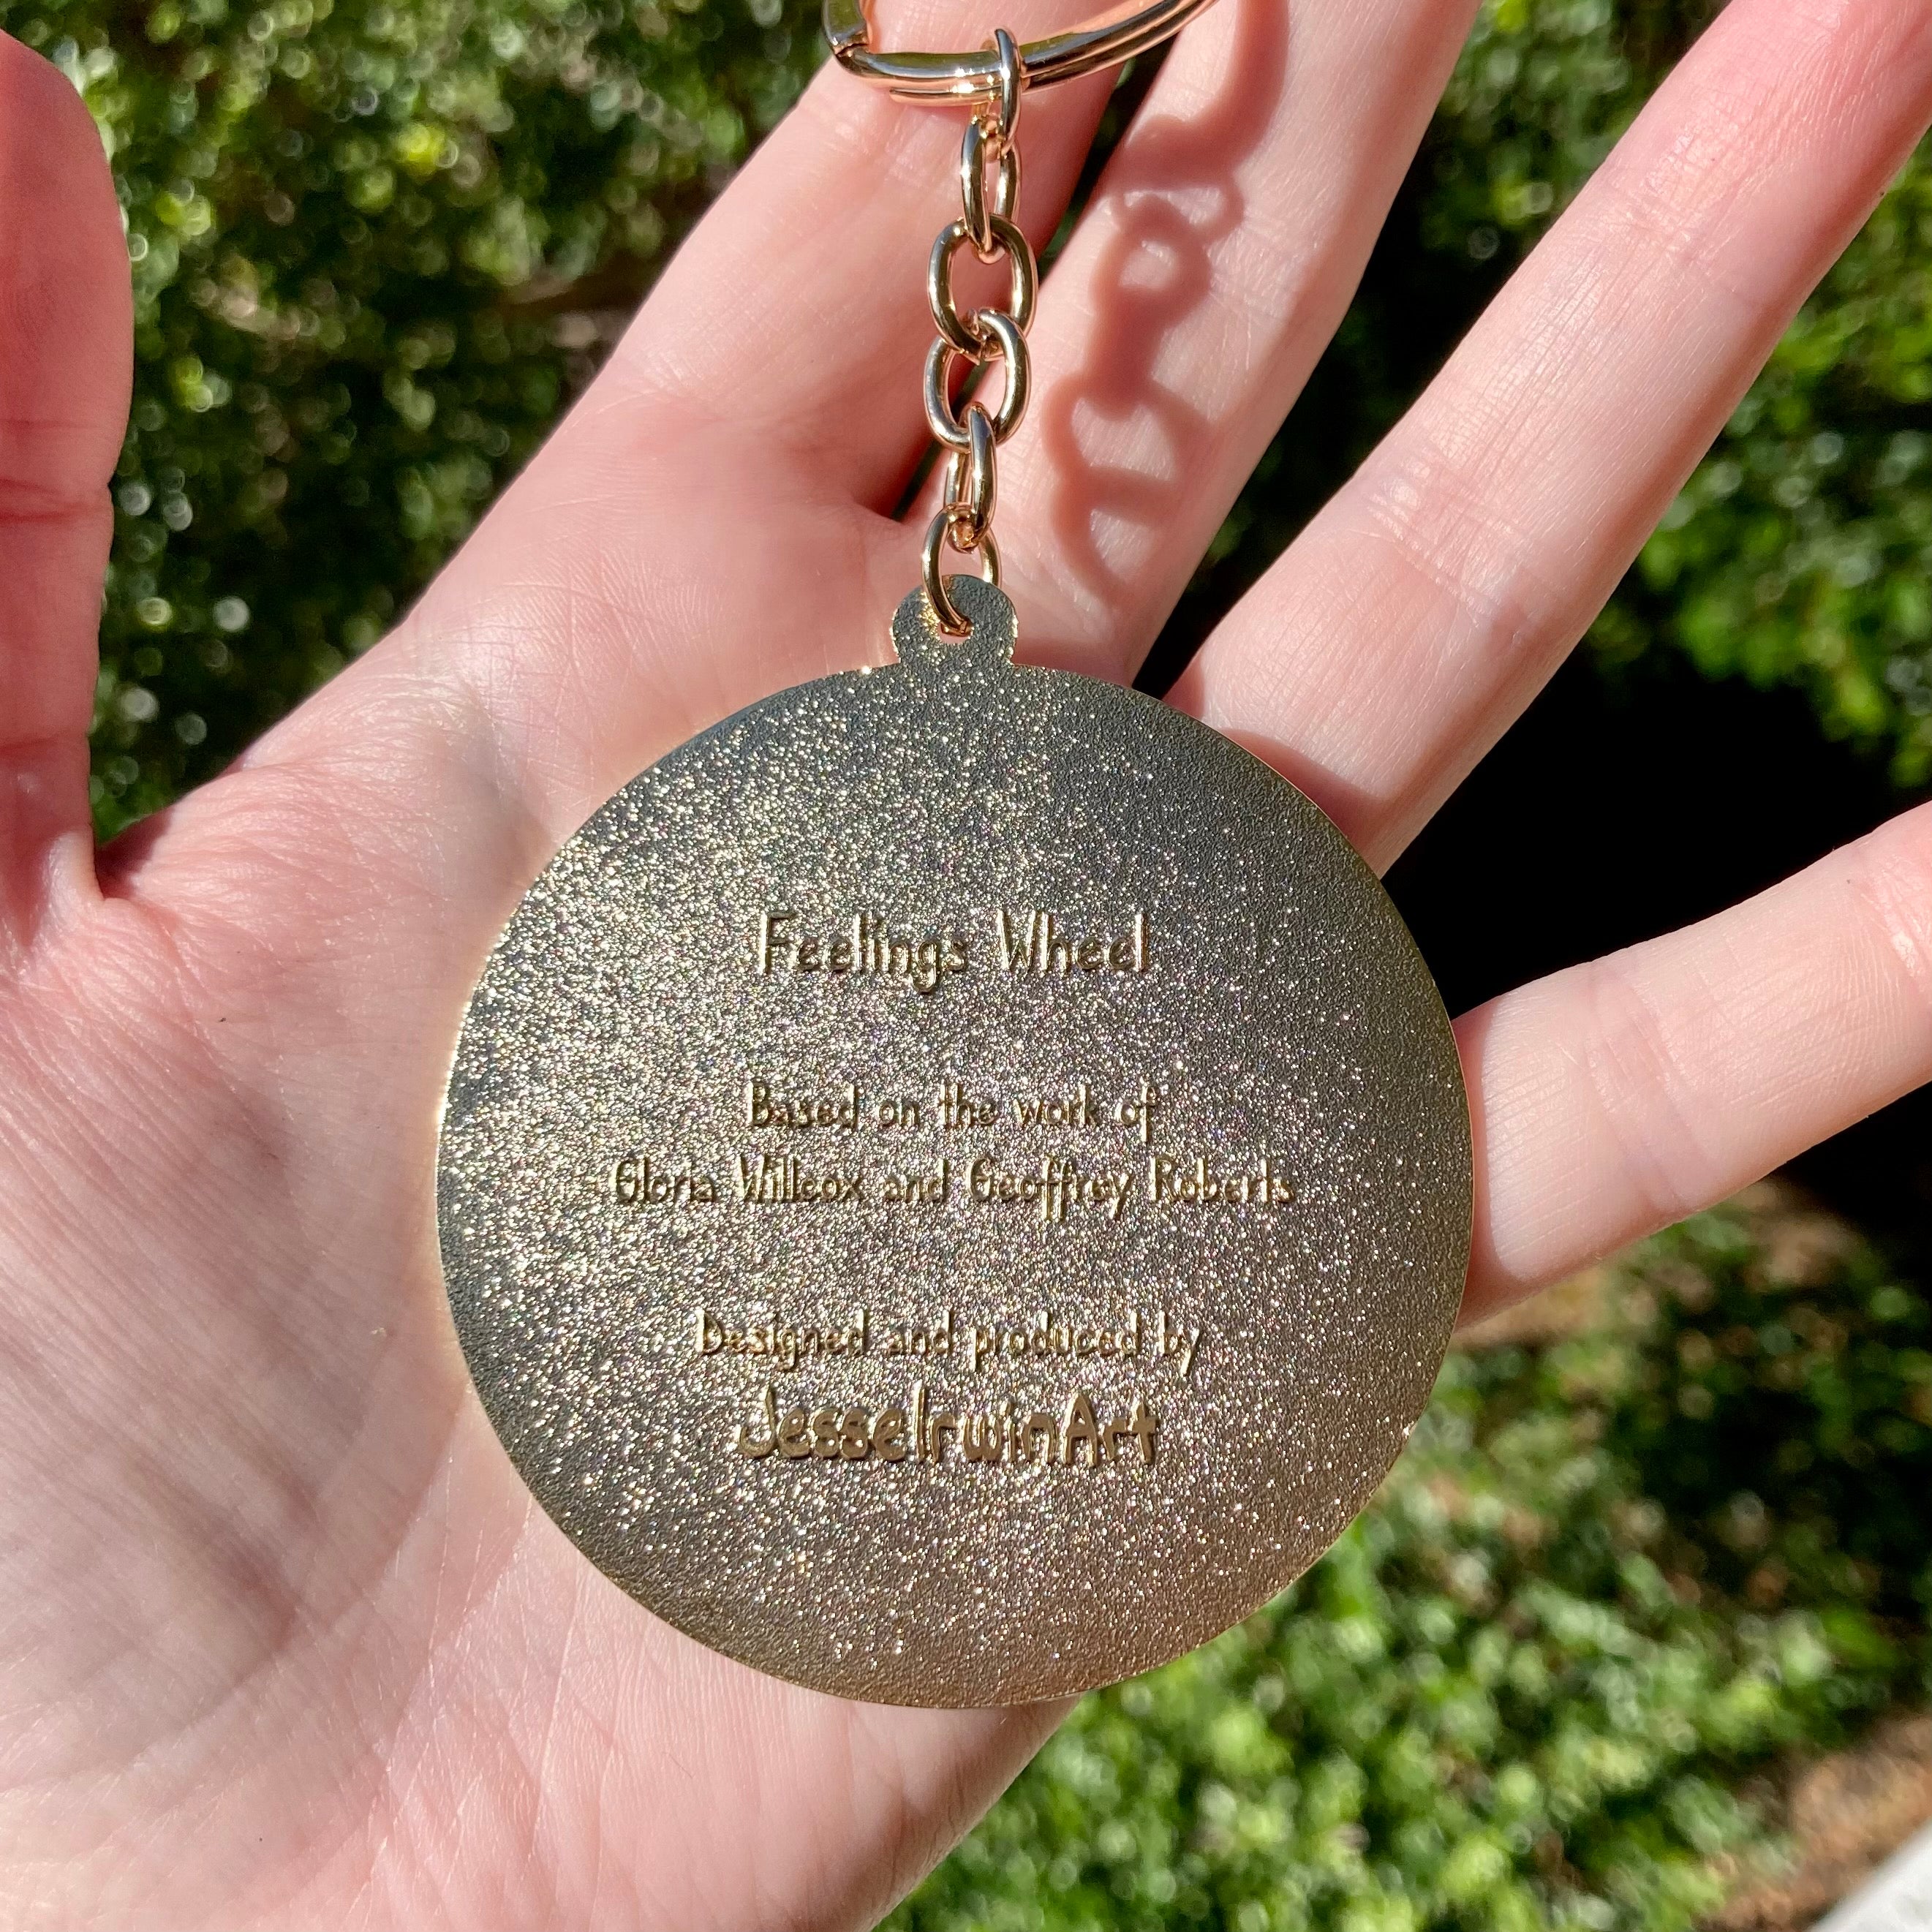 Feelings Wheel
Based on the work of
Gloria Willcox and Geoffrey Roberts
Designed and produced by
JesseIrwinArt